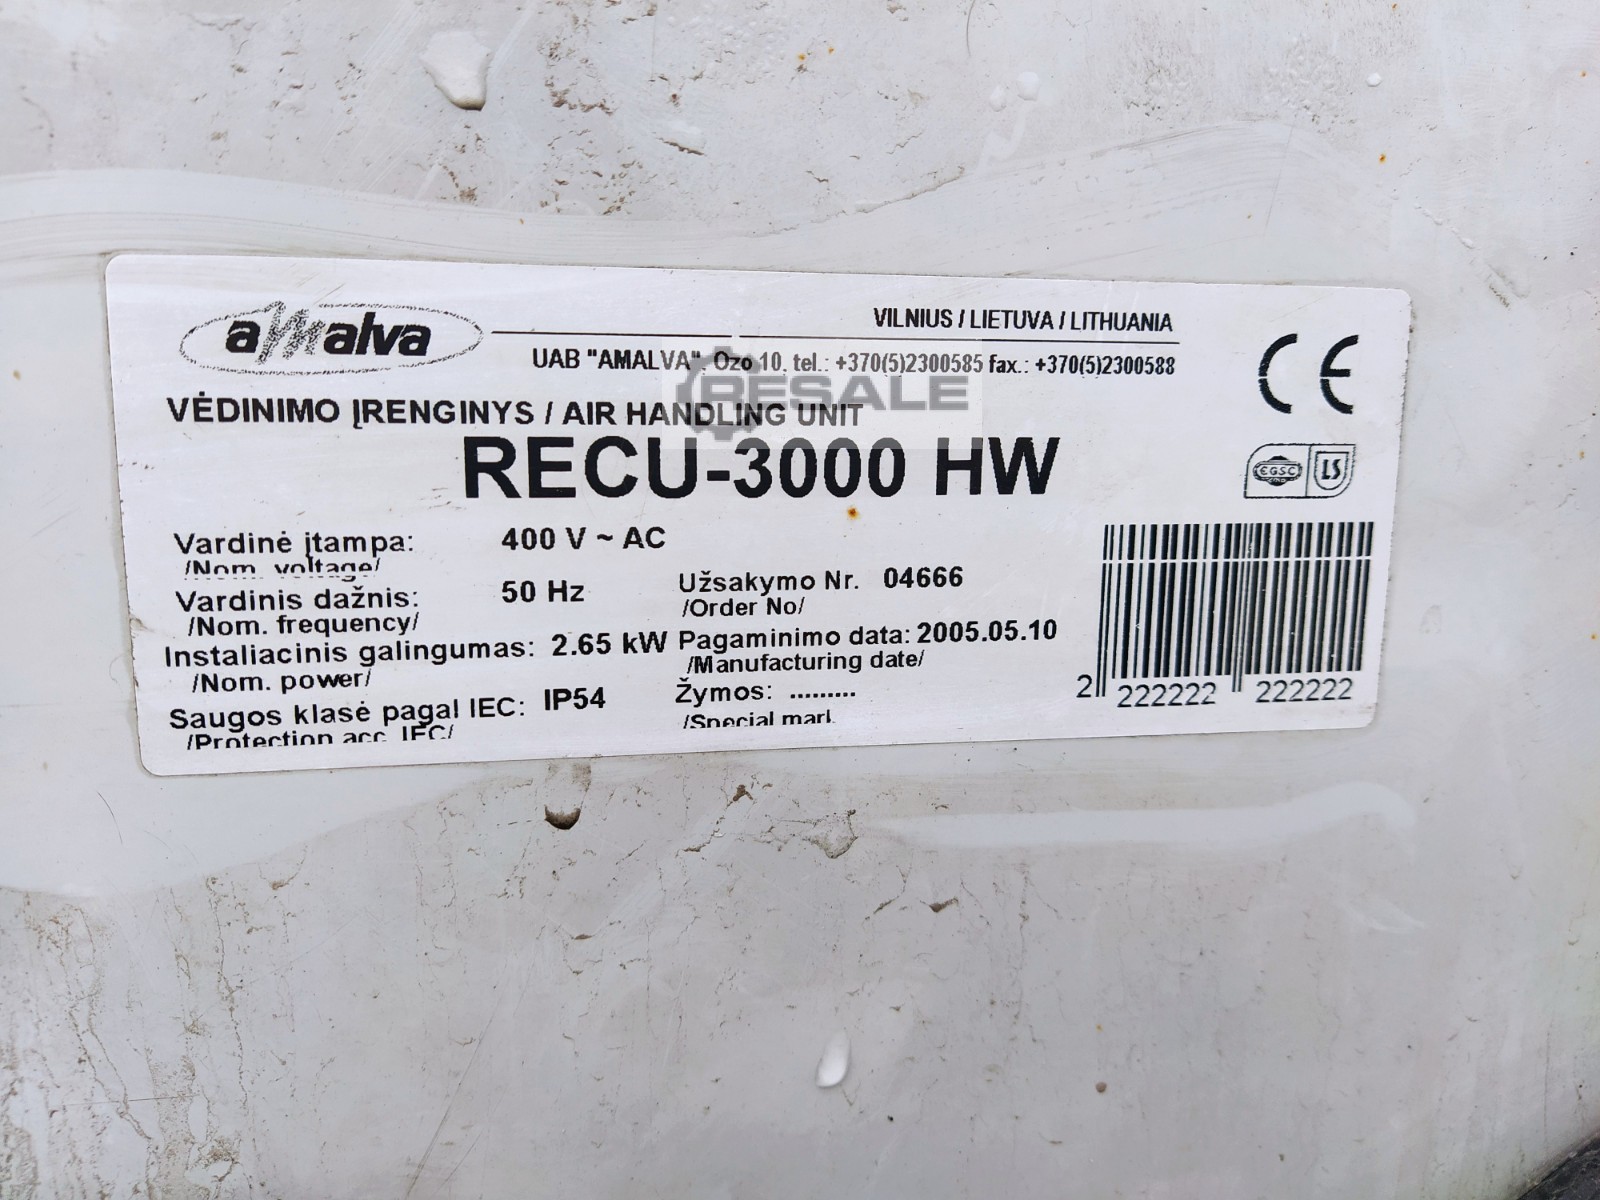 amalva
VILNIUS / LIETUVA / LITHUANIA
UAB "AMALVA", Ozo 10, tel.: +370(5)2300585 fax.: +370(5)2300588
RESALE
VĖDINIMO ĮRENGINYS / AIR HANDLING UNIT
RECU-3000 HW
EGSC
LS
Vardinė įtampa: 400 V ~ AC
/Nom. voltage/
Vardinis dažnis: 50 Hz
/Nom. frequency/
Instaliacinis galingumas: 2.65 kW
/Nom. power/
Saugos klasė pagal IEC: IP54
/Protection acc. IEC/
Užsakymo Nr. 04666
/Order No/
Pagaminimo data: 2005.05.10
/Manufacturing date/
Žymos: .........
/Special mark
2 222222 222222